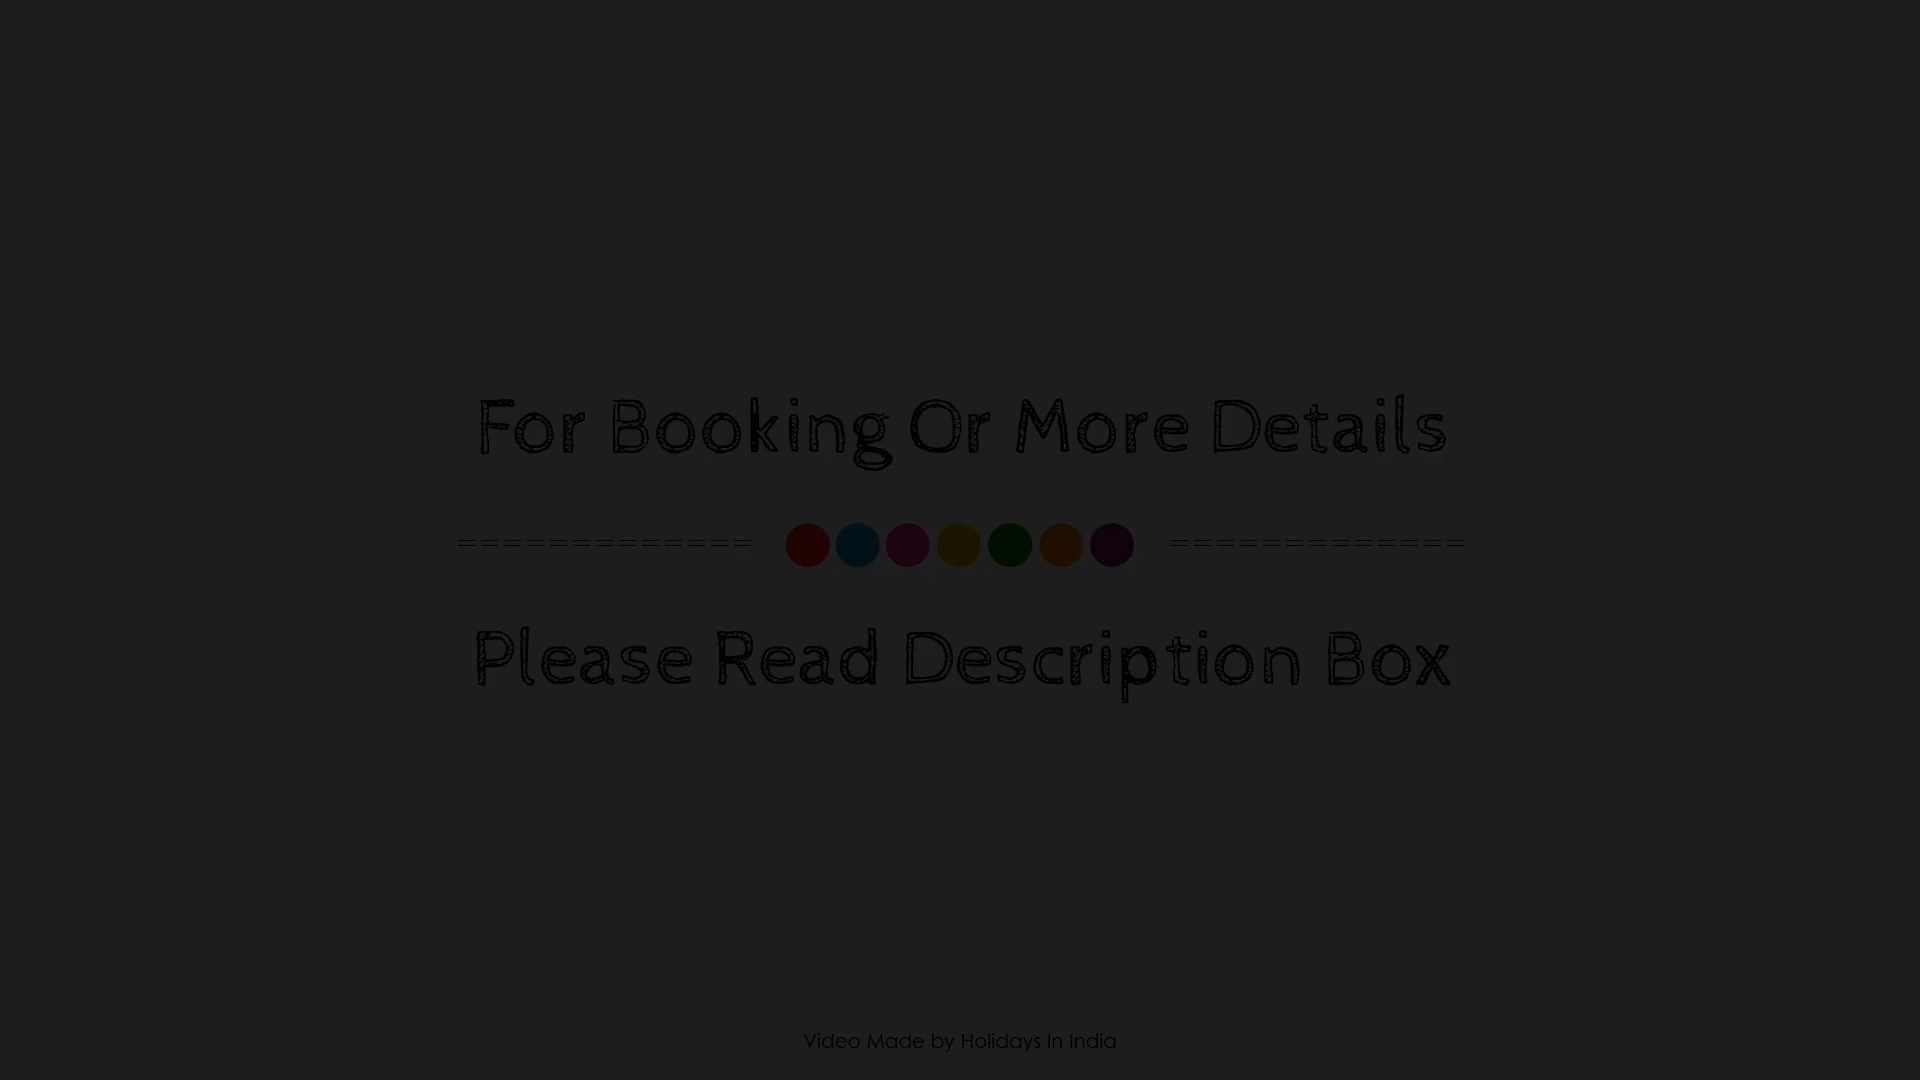 For Booking Or More Details
============= =============
Please Read Description Box
Video Made by Holidays In India